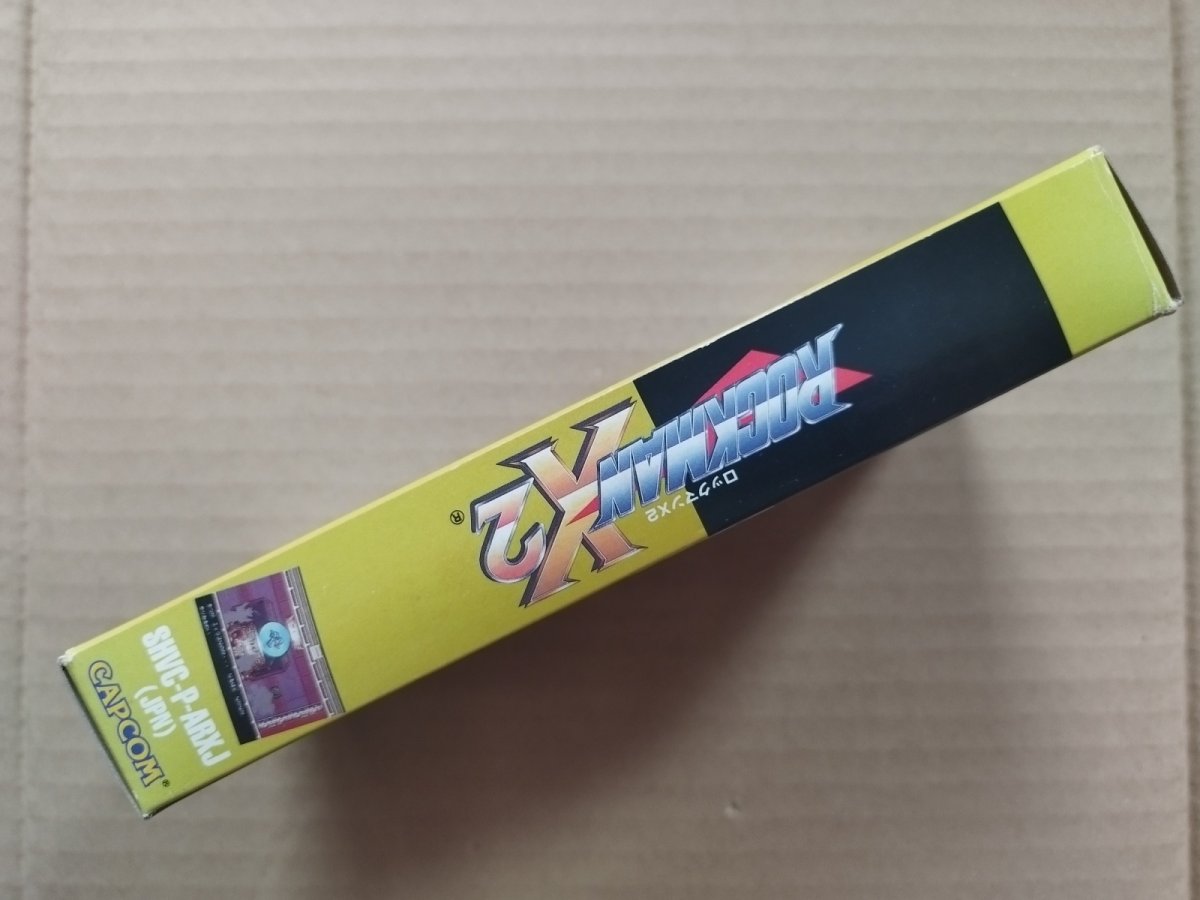 ROCKMAN
X2
ロックマンX2
®
SHVC-P-ARXJ
(JPN)
CAPCOM®